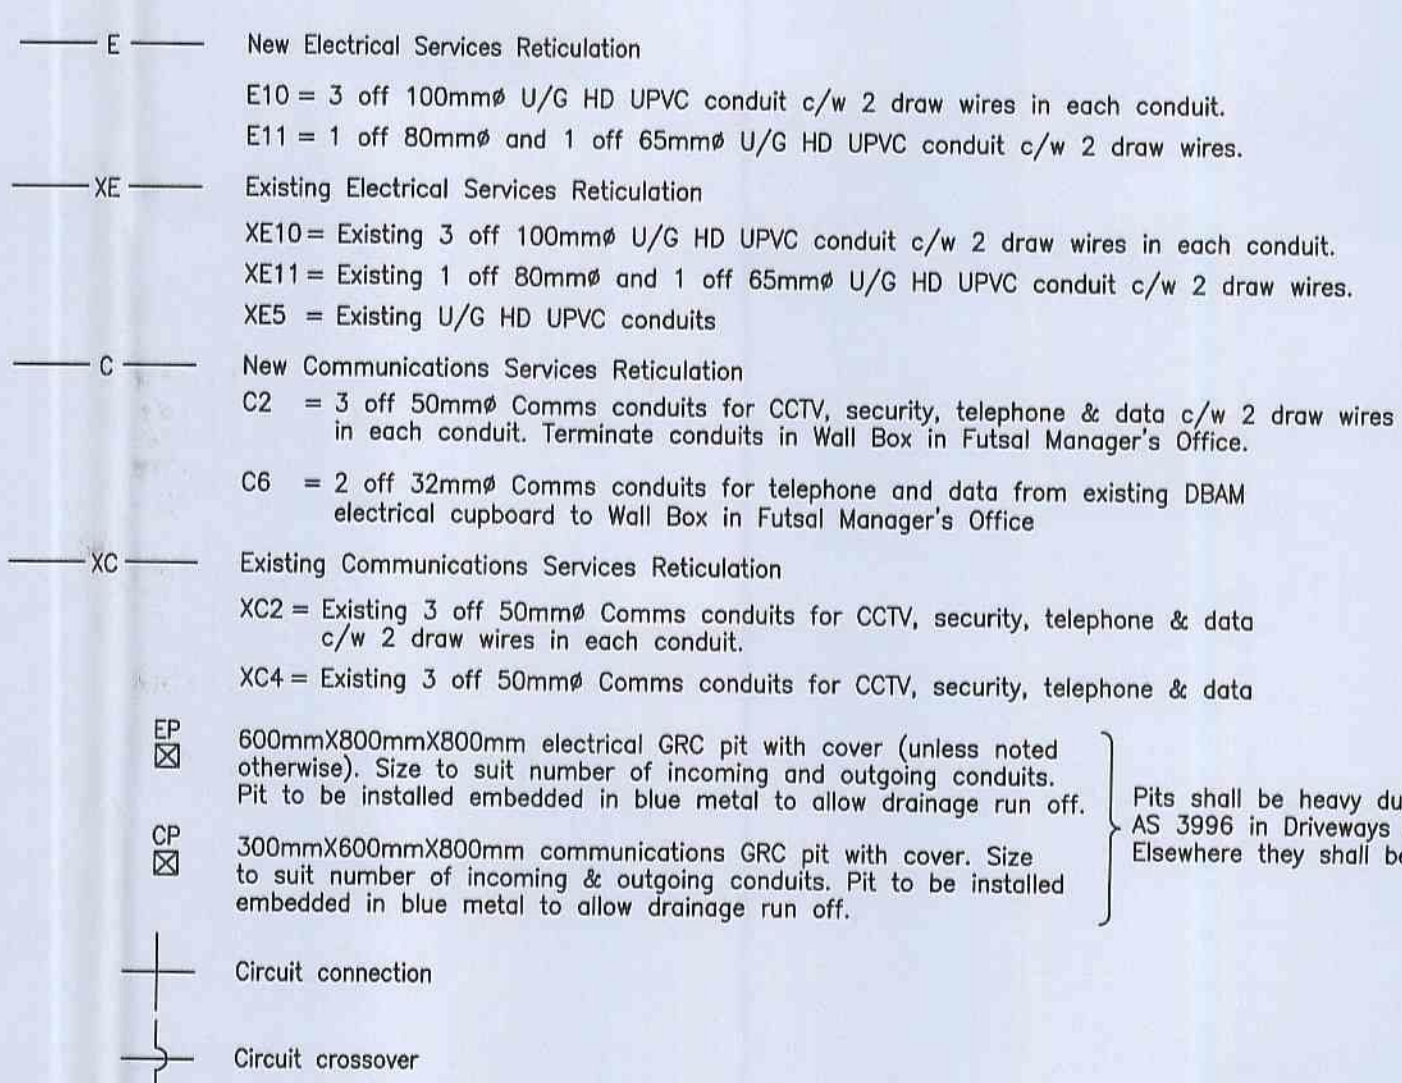 E New Electrical Services Reticulation
E10 = 3 off 100mmø U/G HD UPVC conduit c/w 2 draw wires in each conduit.
E11 = 1 off 80mmø and 1 off 65mmø U/G HD UPVC conduit c/w 2 draw wires.
XE Existing Electrical Services Reticulation
XE10 = Existing 3 off 100mmø U/G HD UPVC conduit c/w 2 draw wires in each conduit.
XE11 = Existing 1 off 80mmø and 1 off 65mmø U/G HD UPVC conduit c/w 2 draw wires.
XE5 = Existing U/G HD UPVC conduits
C New Communications Services Reticulation
C2 = 3 off 50mmø Comms conduits for CCTV, security, telephone & data c/w 2 draw wires
in each conduit. Terminate conduits in Wall Box in Futsal Manager's Office.
C6 = 2 off 32mmø Comms conduits for telephone and data from existing DBAM
electrical cupboard to Wall Box in Futsal Manager's Office
XC Existing Communications Services Reticulation
XC2 = Existing 3 off 50mmø Comms conduits for CCTV, security, telephone & data
c/w 2 draw wires in each conduit.
XC4 = Existing 3 off 50mmø Comms conduits for CCTV, security, telephone & data
EP
600mmX800mmX800mm electrical GRC pit with cover (unless noted
otherwise). Size to suit number of incoming and outgoing conduits.
Pit to be installed embedded in blue metal to allow drainage run off.
CP
300mmX600mmX800mm communications GRC pit with cover. Size
to suit number of incoming & outgoing conduits. Pit to be installed
embedded in blue metal to allow drainage run off.
Pits shall be heavy
AS 3996 in Driveways
Elsewhere they shall
Circuit connection
Circuit crossover